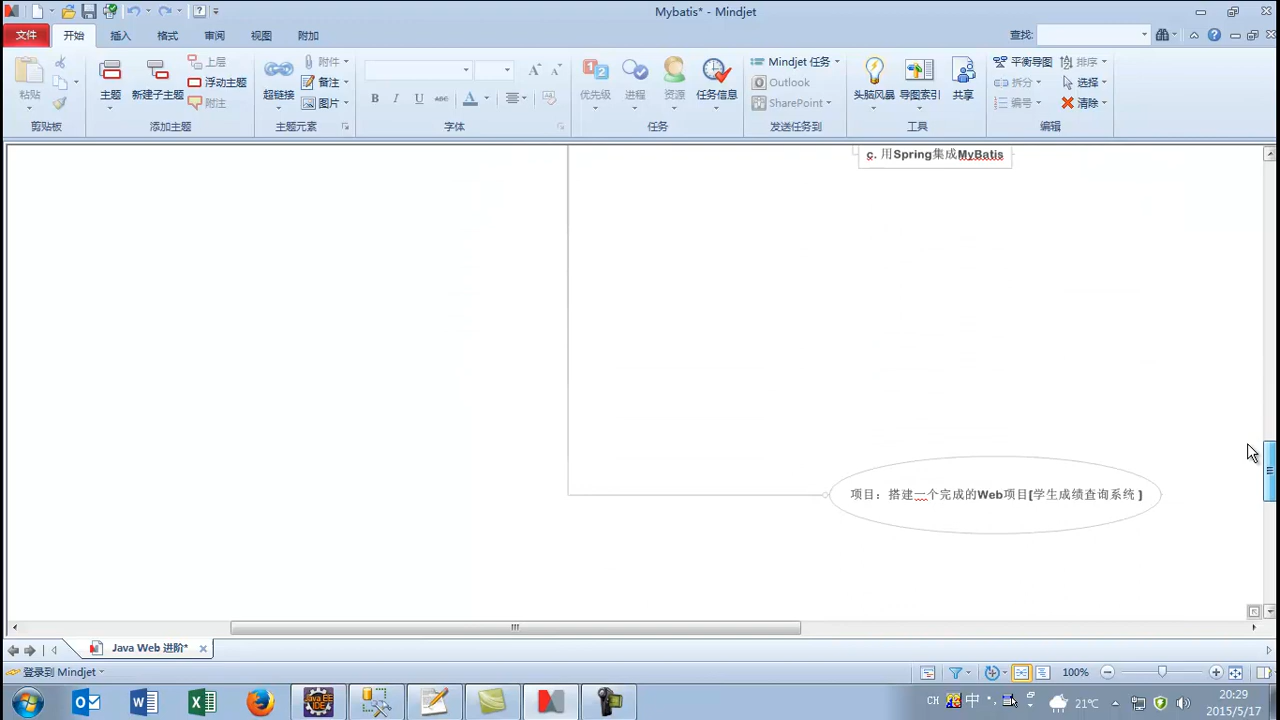 Mybatis* - Mindjet
文件
开始
插入
格式
审阅
视图
附加
查找:
粘贴
剪贴板
主题
新建子主题
上层
浮动主题
附注
添加主题
超链接
附件
备注
图片
主题元素
B I U abc A
字体
优先级
进程
资源
任务信息
任务
Mindjet 任务
Outlook
SharePoint
发送任务到
头脑风暴
导图索引
共享
工具
平衡导图
拆分
编号
排序
选择
清除
编辑
c. 用Spring集成MyBatis
项目：搭建一个完成的Web项目[学生成绩查询系统 ]
Java Web 进阶*
登录到 Mindjet
100%
CH
中
21℃
20:29
2015/5/17